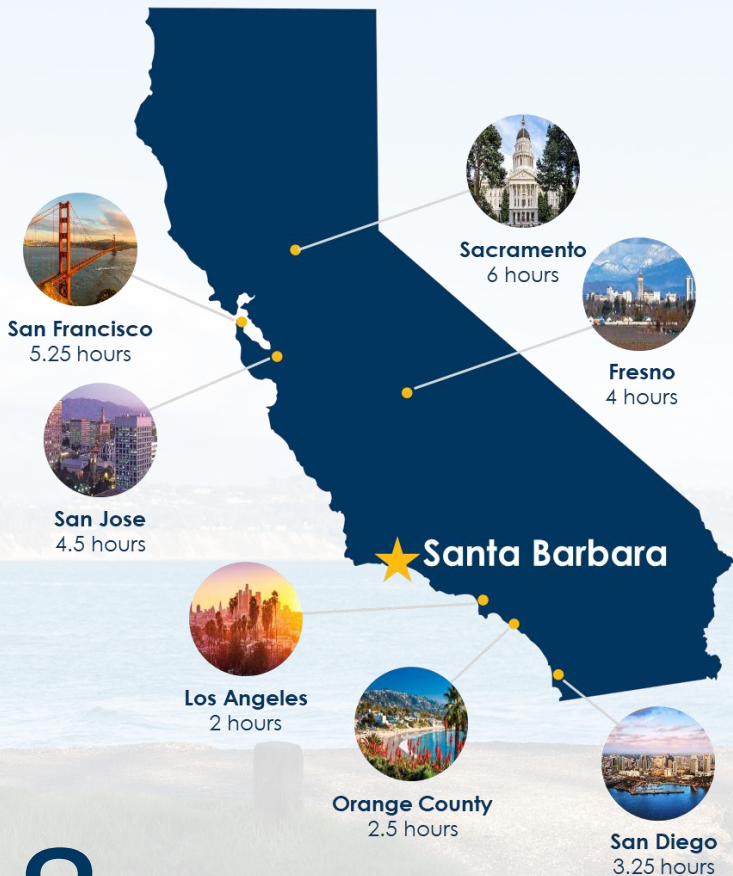 Sacramento
6 hours
San Francisco
5.25 hours
Fresno
4 hours
San Jose
4.5 hours
Santa Barbara
Los Angeles
2 hours
Orange County
2.5 hours
San Diego
3.25 hours